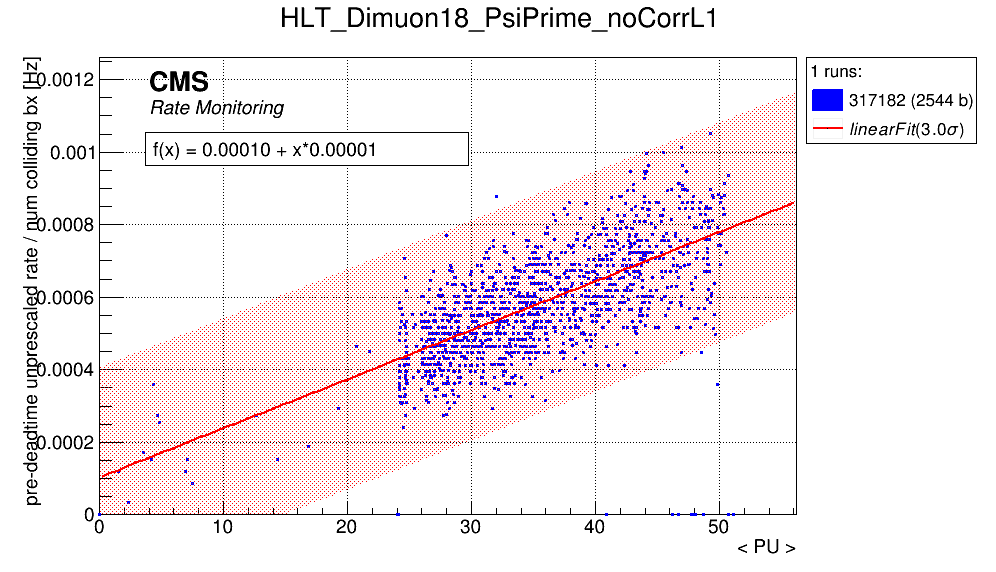 HLT_Dimuon18_PsiPrime_noCorrL1
pre-deadtime unprescaled rate / num colliding bx [Hz]
0.0012
0.001
0.0008
0.0006
0.0004
0.0002
0
CMS
Rate Monitoring
f(x) = 0.00010 + x*0.00001
0 10 20 30 40 50
< PU >
1 runs:
317182 (2544 b)
linearFit(3.0σ)